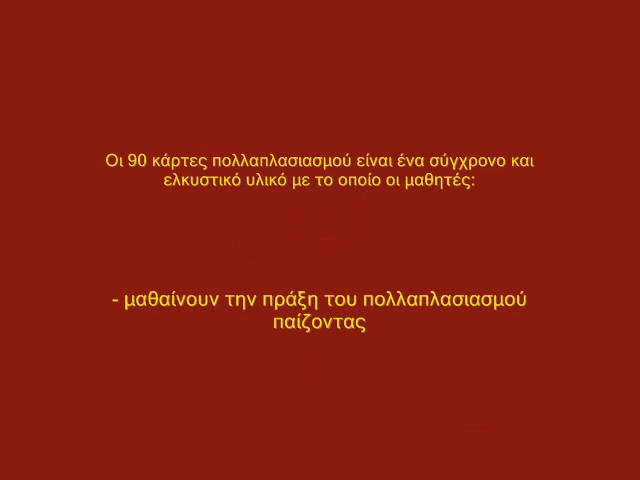 Οι 90 κάρτες πολλαπλασιασμού είναι ένα σύγχρονο και
ελκυστικό υλικό με το οποίο οι μαθητές:
- μαθαίνουν την πράξη του πολλαπλασιασμού
παίζοντας